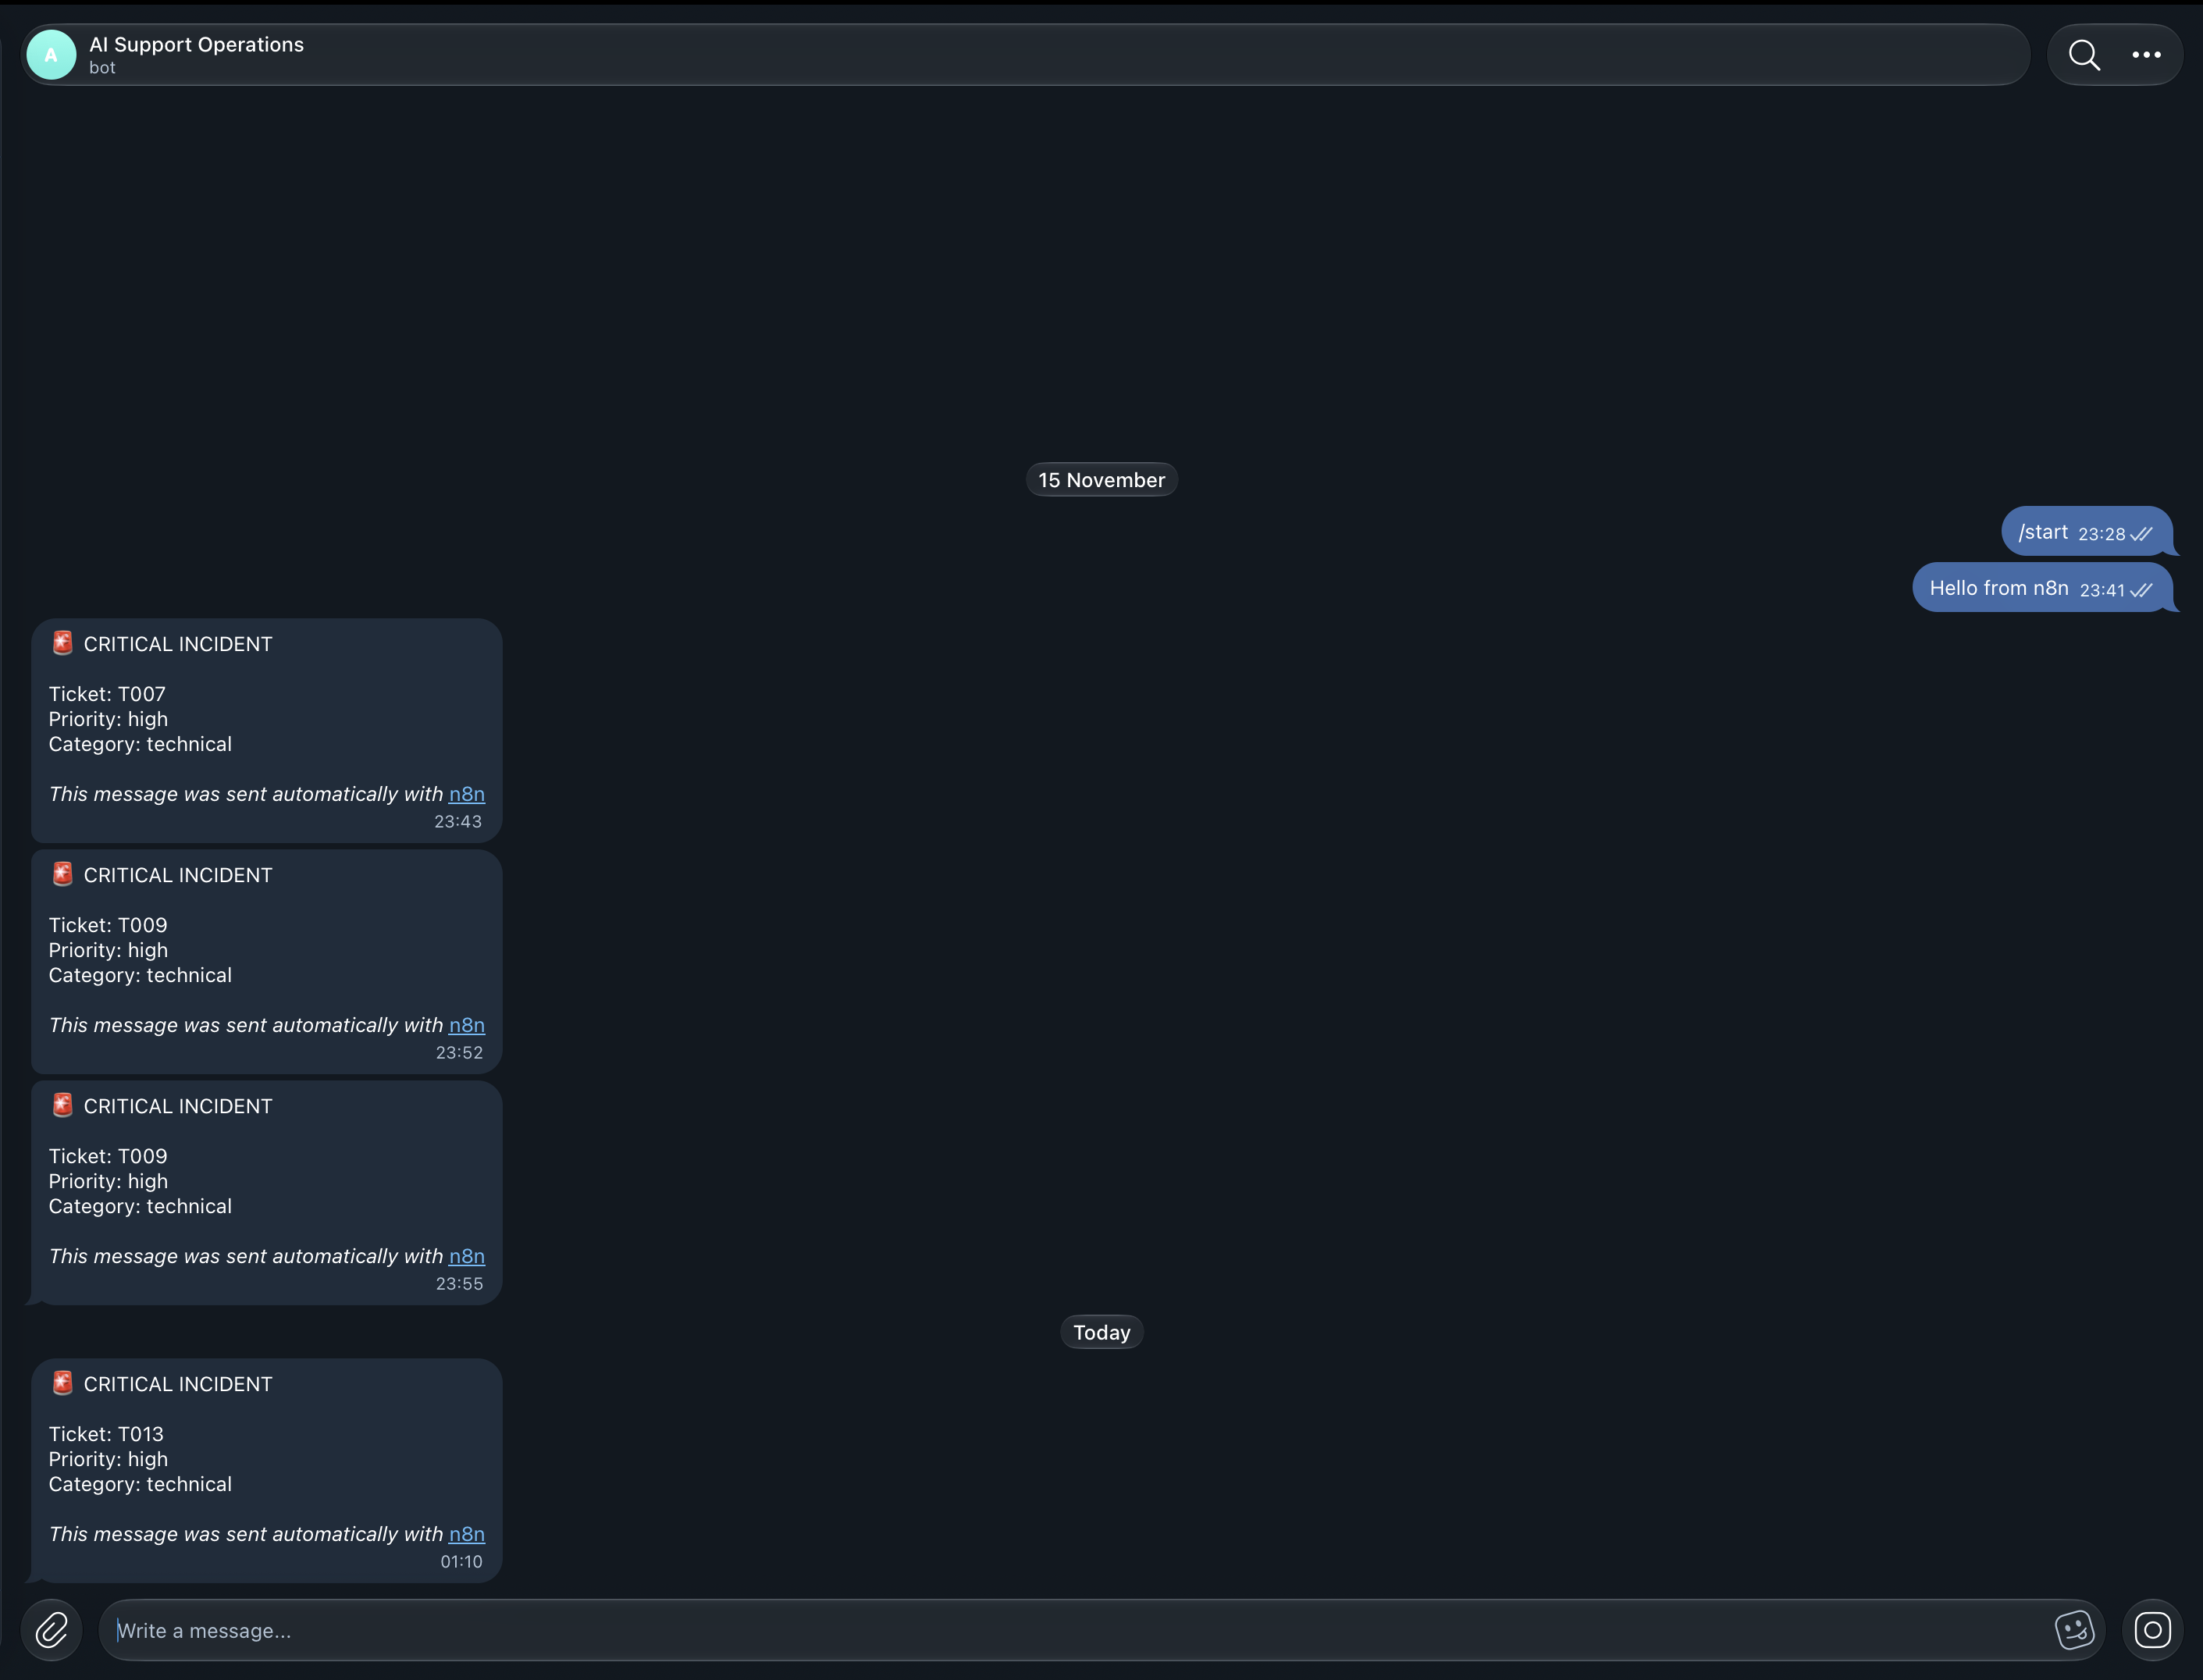 A
AI Support Operations
bot
15 November
/start 23:28
Hello from n8n 23:41
🚨 CRITICAL INCIDENT
Ticket: T007
Priority: high
Category: technical
This message was sent automatically with n8n
23:43
🚨 CRITICAL INCIDENT
Ticket: T009
Priority: high
Category: technical
This message was sent automatically with n8n
23:52
🚨 CRITICAL INCIDENT
Ticket: T009
Priority: high
Category: technical
This message was sent automatically with n8n
23:55
Today
🚨 CRITICAL INCIDENT
Ticket: T013
Priority: high
Category: technical
This message was sent automatically with n8n
01:10
Write a message...